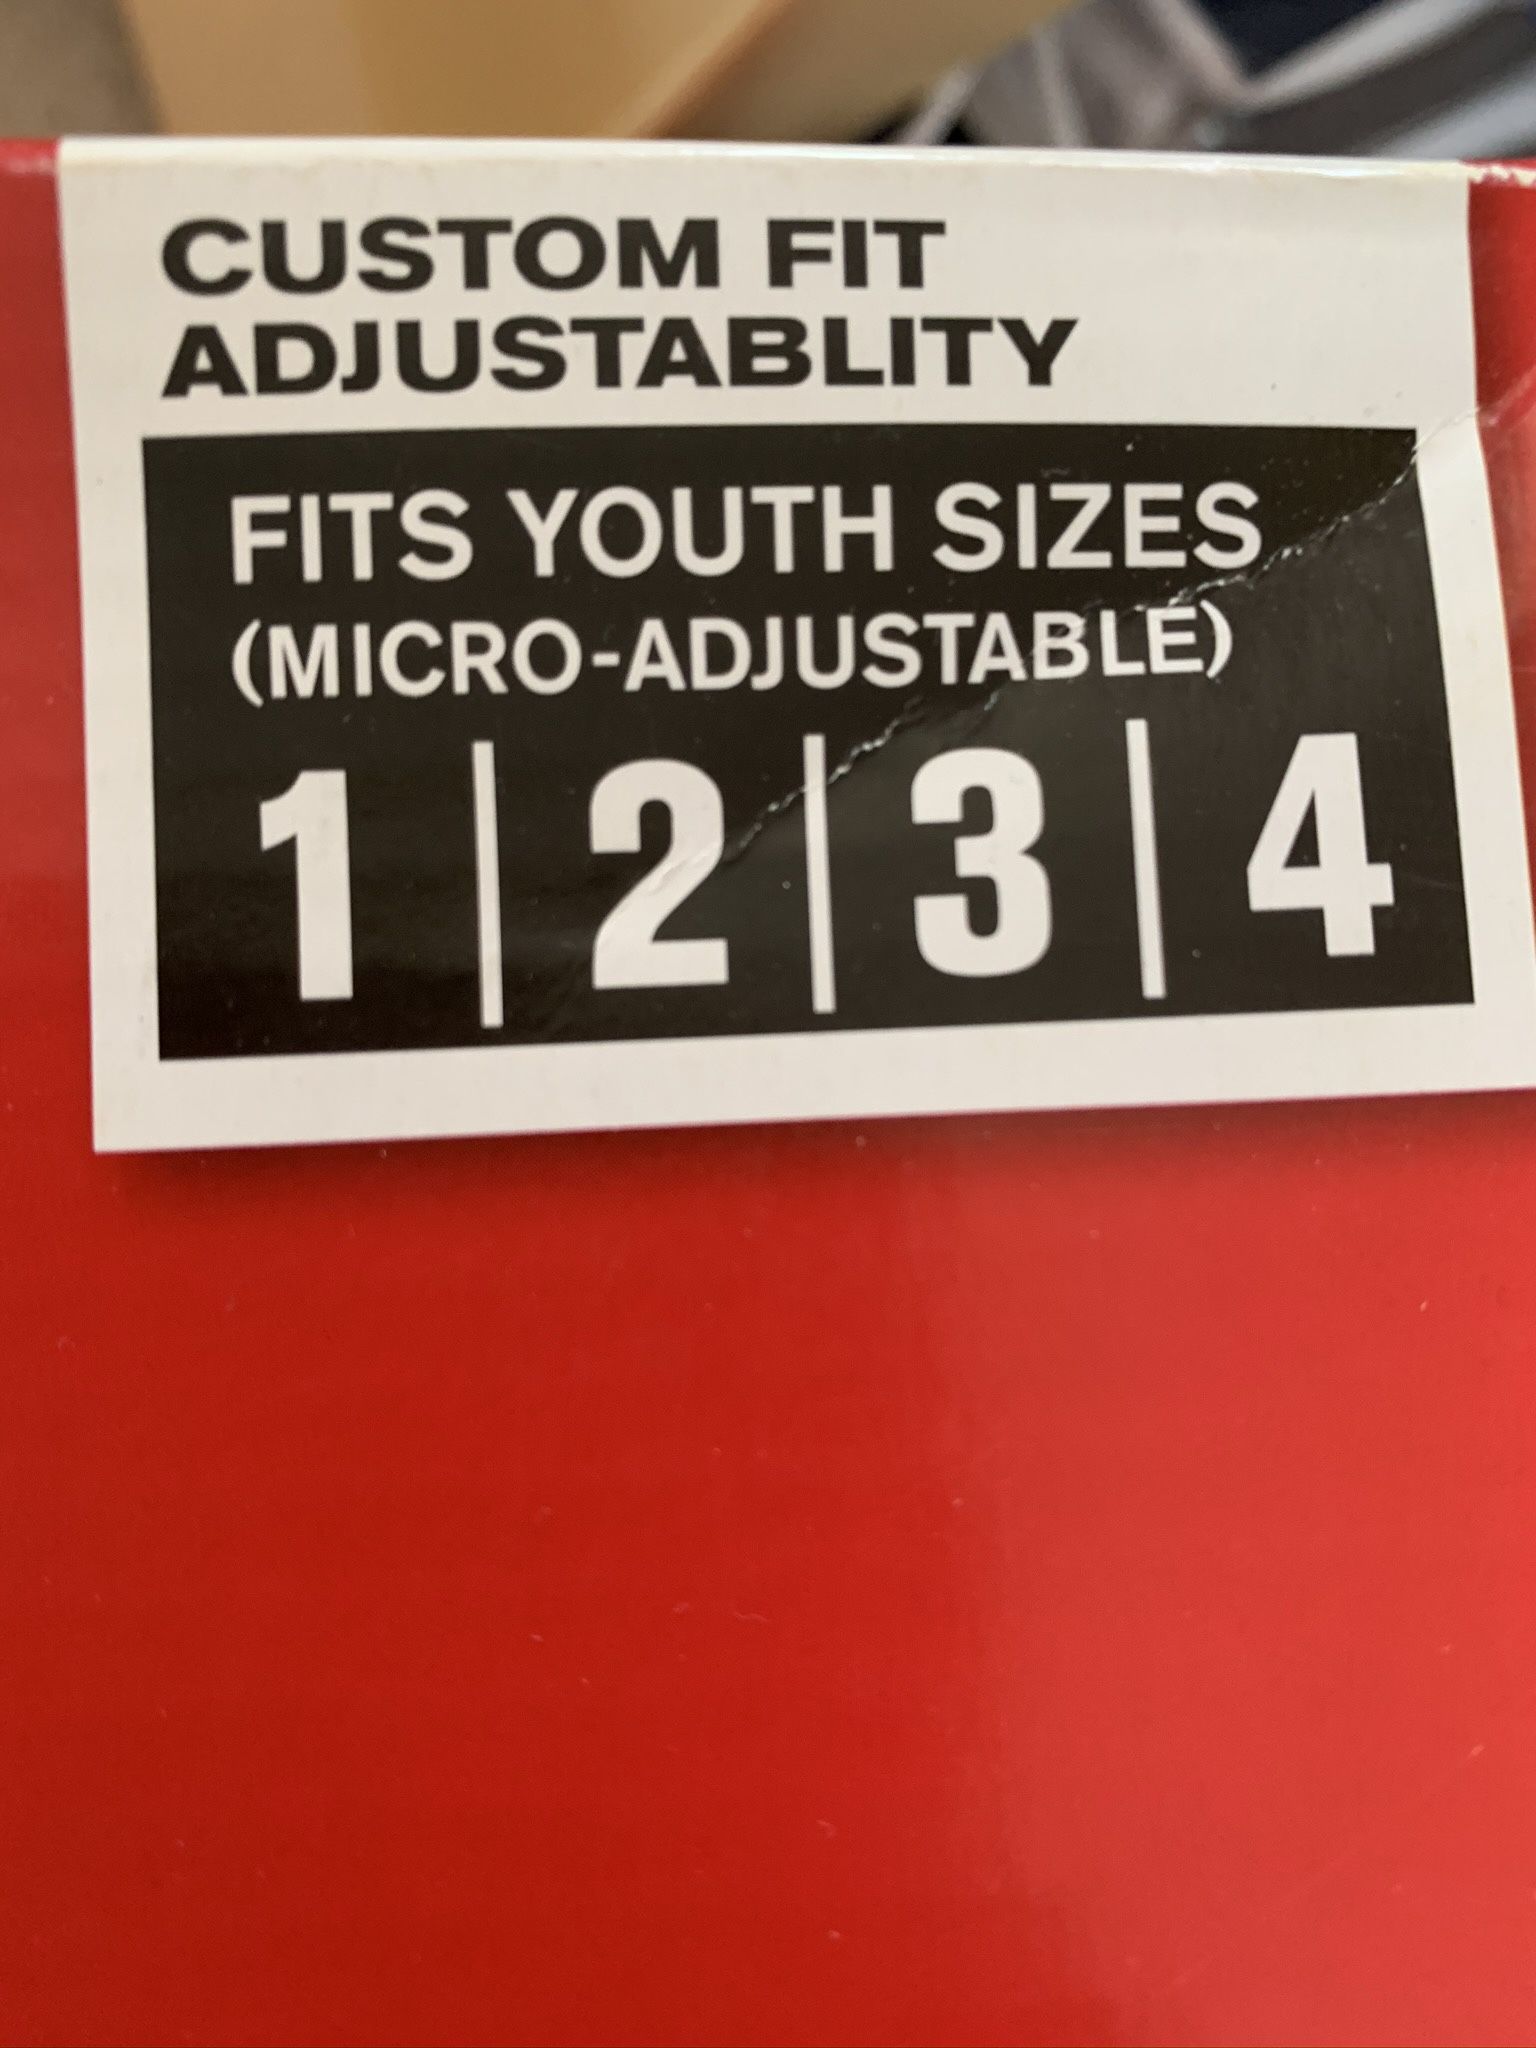 CUSTOM FIT
ADJUSTABLITY
FITS YOUTH SIZES
(MICRO-ADJUSTABLE)
1 | 2 | 3 | 4